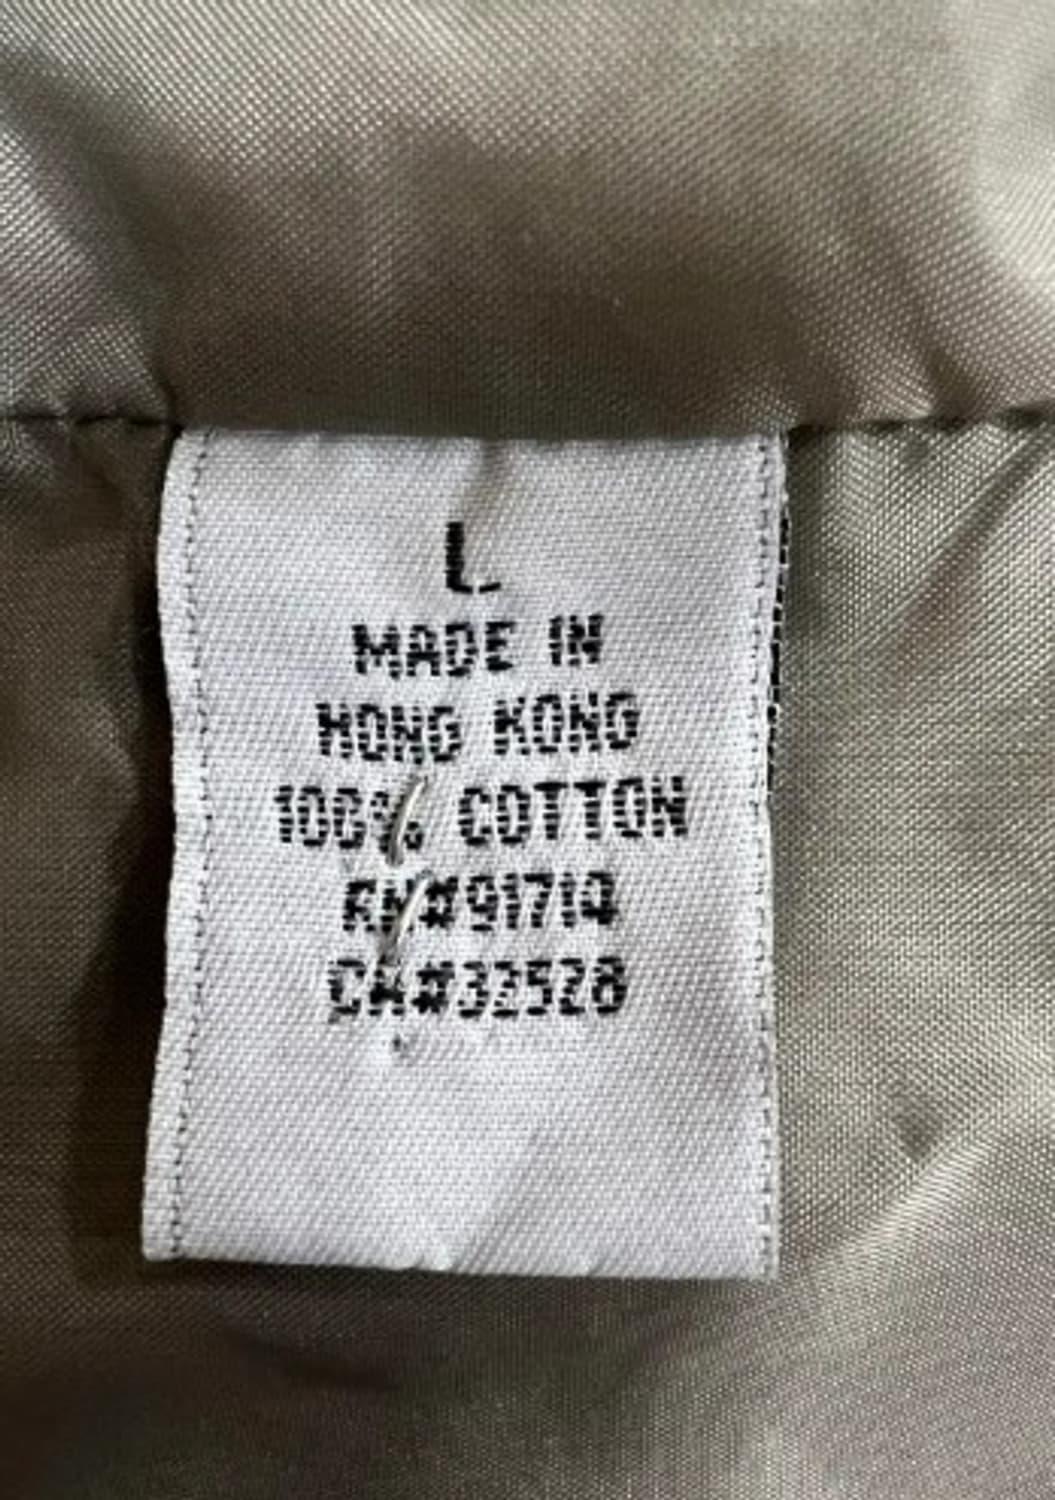 L
MADE IN
HONG KONG
100% COTTON
RN#91714
CA#32528